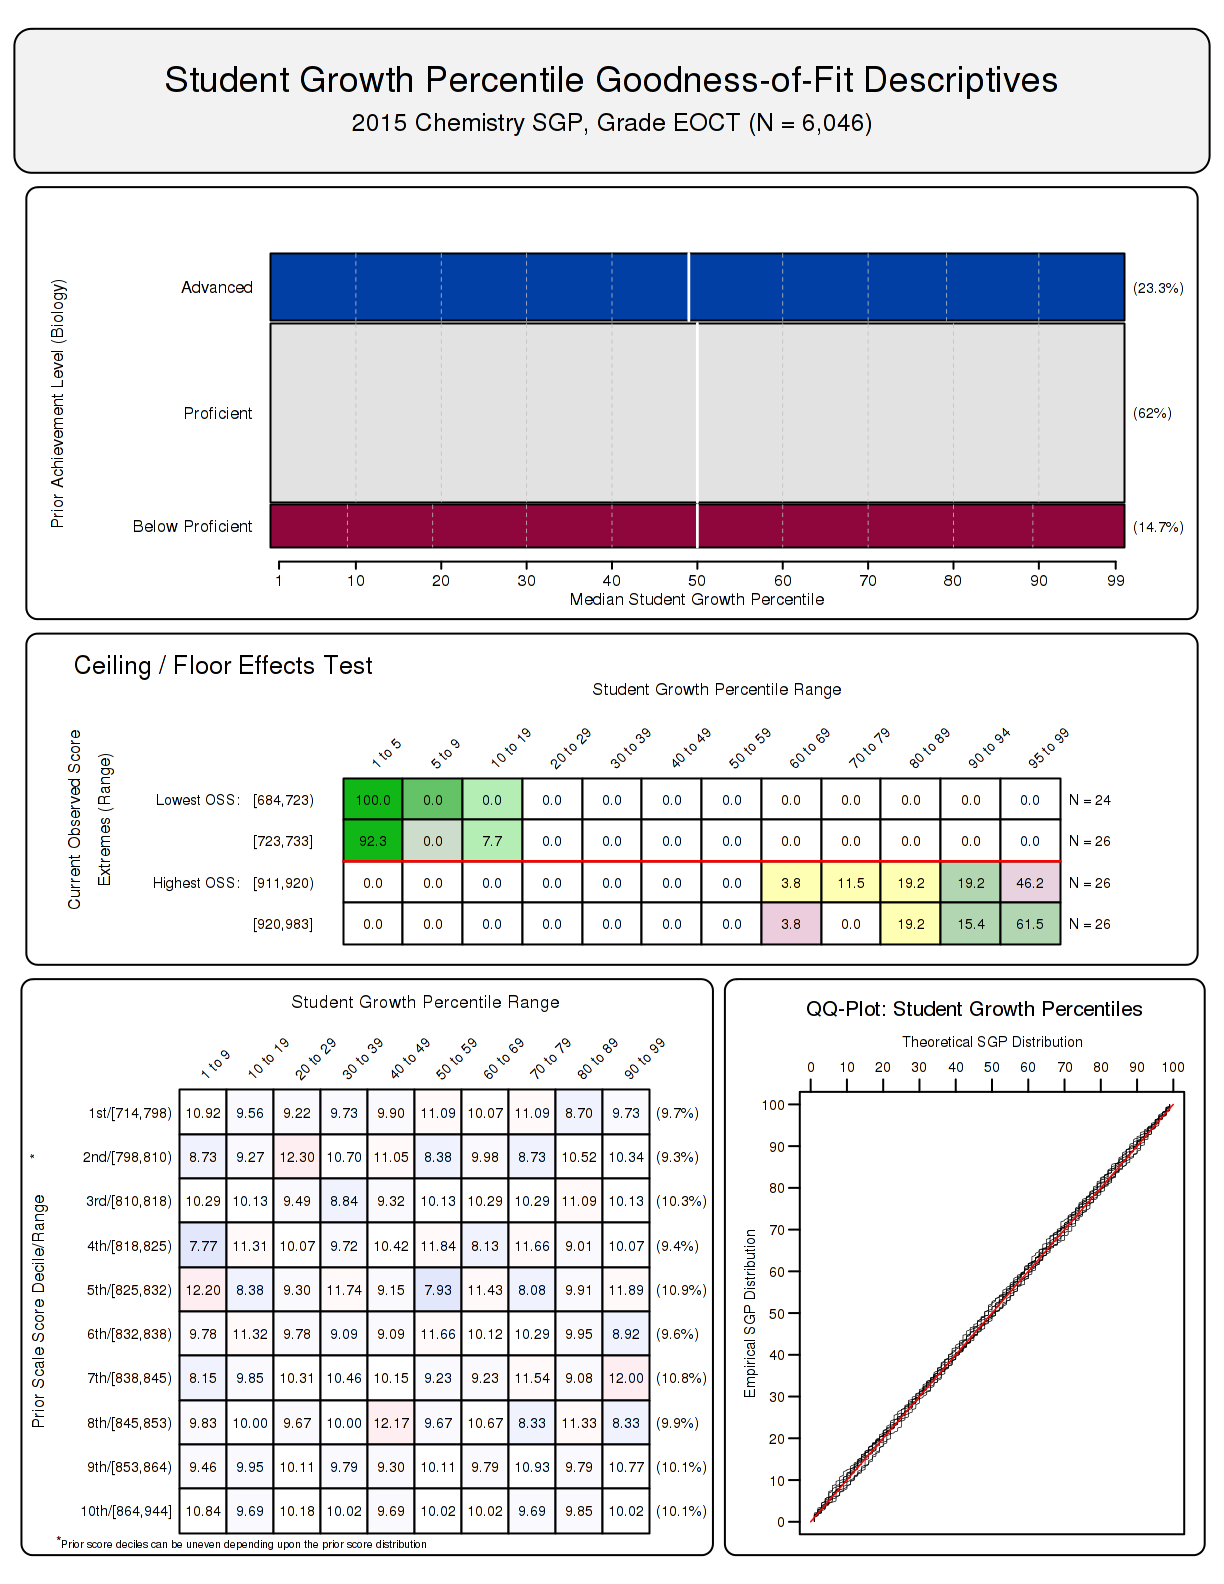 Student Growth Percentile Goodness-of-Fit Descriptives
2015 Chemistry SGP, Grade EOCT (N = 6,046)
Prior Achievement Level (Biology)
Advanced (23.3%)
Proficient (62%)
Below Proficient (14.7%)
1 10 20 30 40 50 60 70 80 90 99
Median Student Growth Percentile
Ceiling / Floor Effects Test
Student Growth Percentile Range
Current Observed Score
Extremes (Range)
1 to 5 5 to 9 10 to 19 20 to 29 30 to 39 40 to 49 50 to 59 60 to 69 70 to 79 80 to 89 90 to 94 95 to 99
Lowest OSS: [684,723) 100.0 0.0 0.0 0.0 0.0 0.0 0.0 0.0 0.0 0.0 0.0 0.0 N = 24
[723,733] 92.3 0.0 7.7 0.0 0.0 0.0 0.0 0.0 0.0 0.0 0.0 0.0 N = 26
Highest OSS: [911,920) 0.0 0.0 0.0 0.0 0.0 0.0 0.0 3.8 11.5 19.2 19.2 46.2 N = 26
[920,983] 0.0 0.0 0.0 0.0 0.0 0.0 0.0 3.8 0.0 19.2 15.4 61.5 N = 26
Student Growth Percentile Range
Prior Scale Score Decile/Range *
1 to 9 10 to 19 20 to 29 30 to 39 40 to 49 50 to 59 60 to 69 70 to 79 80 to 89 90 to 99
1st/[714,798) 10.92 9.56 9.22 9.73 9.90 11.09 10.07 11.09 8.70 9.73 (9.7%)
2nd/[798,810) 8.73 9.27 12.30 10.70 11.05 8.38 9.98 8.73 10.52 10.34 (9.3%)
3rd/[810,818) 10.29 10.13 9.49 8.84 9.32 10.13 10.29 10.29 11.09 10.13 (10.3%)
4th/[818,825) 7.77 11.31 10.07 9.72 10.42 11.84 8.13 11.66 9.01 10.07 (9.4%)
5th/[825,832) 12.20 8.38 9.30 11.74 9.15 7.93 11.43 8.08 9.91 11.89 (10.9%)
6th/[832,838) 9.78 11.32 9.78 9.09 9.09 11.66 10.12 10.29 9.95 8.92 (9.6%)
7th/[838,845) 8.15 9.85 10.31 10.46 10.15 9.23 9.23 11.54 9.08 12.00 (10.8%)
8th/[845,853) 9.83 10.00 9.67 10.00 12.17 9.67 10.67 8.33 11.33 8.33 (9.9%)
9th/[853,864) 9.46 9.95 10.11 9.79 9.30 10.11 9.79 10.93 9.79 10.77 (10.1%)
10th/[864,944] 10.84 9.69 10.18 10.02 9.69 10.02 10.02 9.69 9.85 10.02 (10.1%)
*Prior score deciles can be uneven depending upon the prior score distribution
QQ-Plot: Student Growth Percentiles
Theoretical SGP Distribution
0 10 20 30 40 50 60 70 80 90 100
Empirical SGP Distribution
100
90
80
70
60
50
40
30
20
10
0